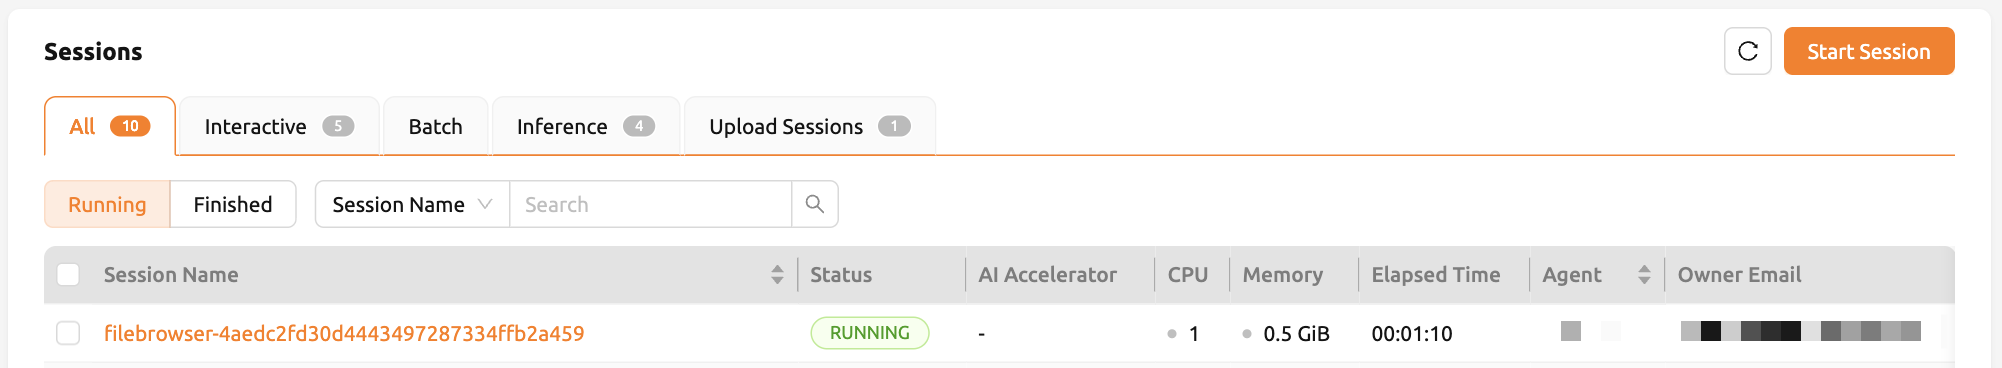 Sessions
Start Session
All 10 Interactive 5 Batch Inference 4 Upload Sessions 1
Running Finished Session Name Search
Session Name Status AI Accelerator CPU Memory Elapsed Time Agent Owner Email
filebrowser-4aedc2fd30d4443497287334ffb2a459 RUNNING - 1 0.5 GiB 00:01:10